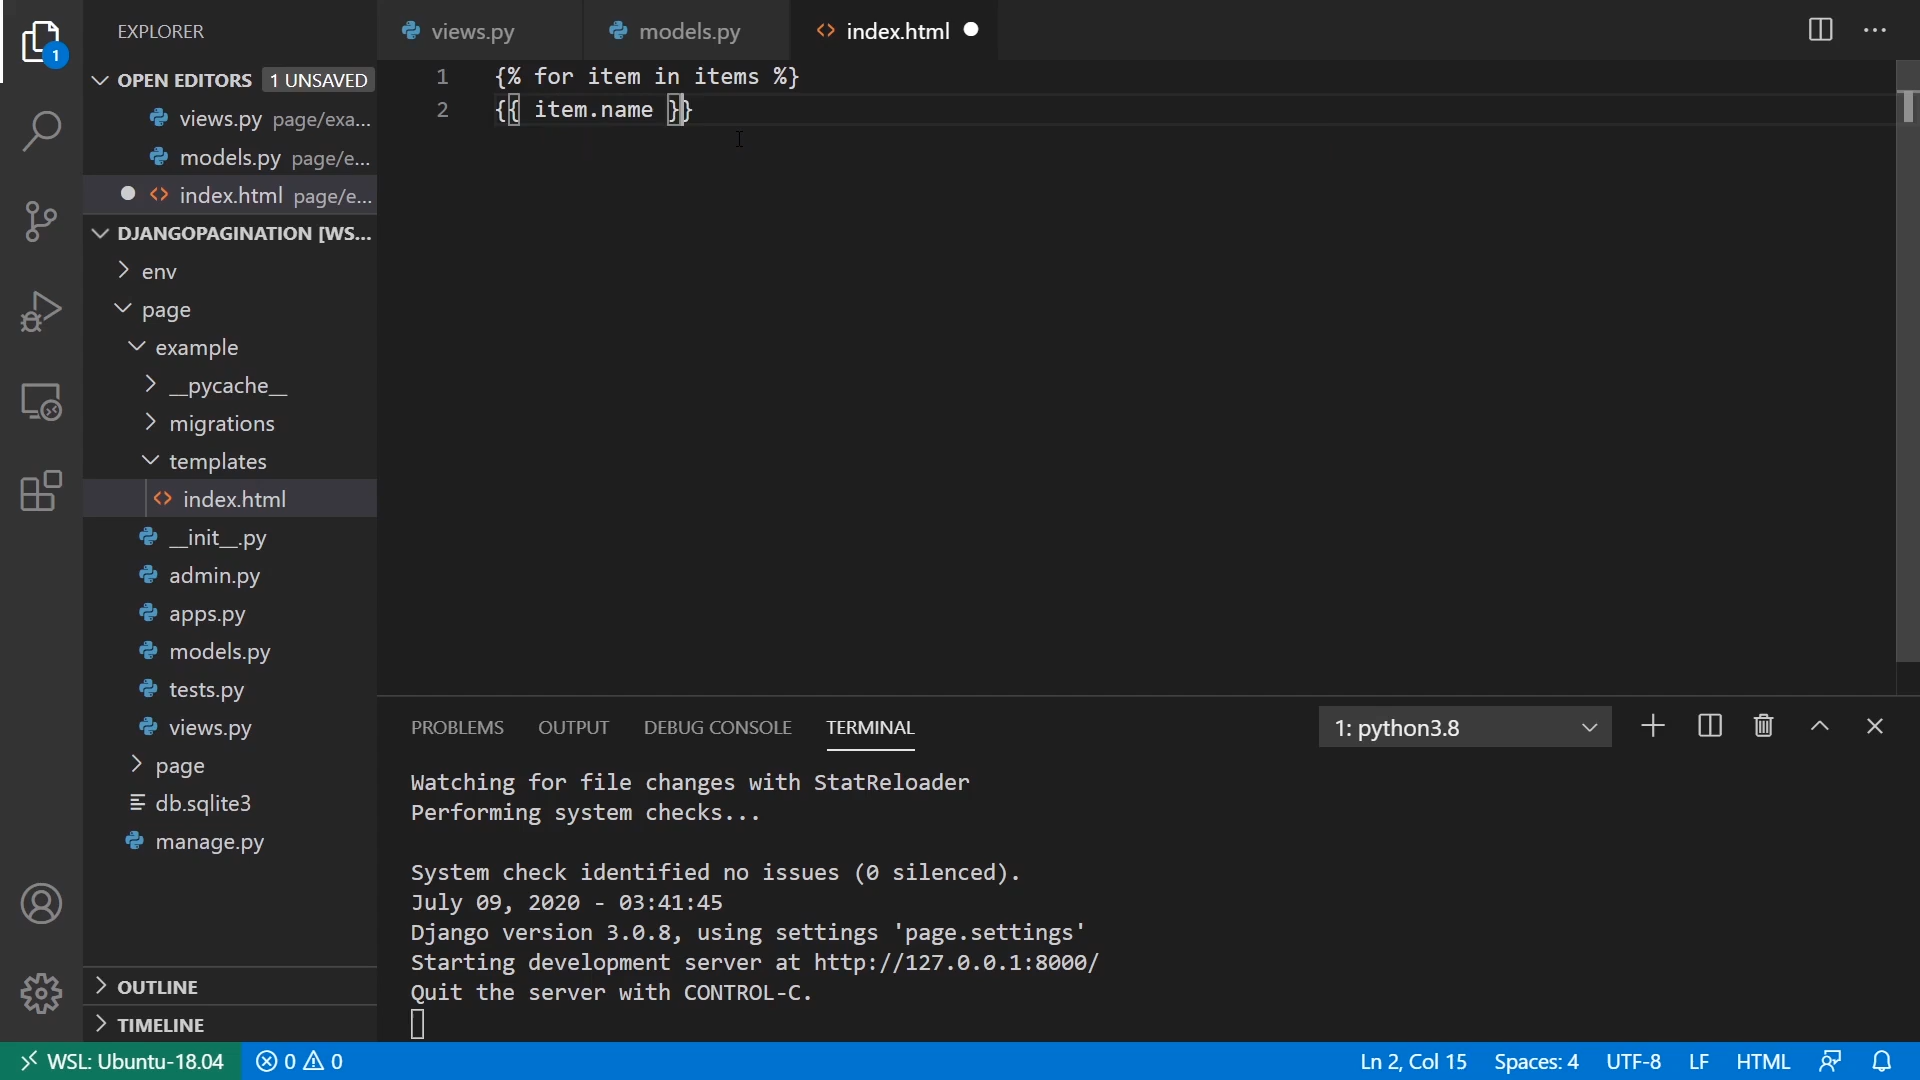 1
EXPLORER
OPEN EDITORS 1 UNSAVED
views.py page/exa...
models.py page/e...
index.html page/e...
DJANGOPAGINATION [WS...
env
page
example
__pycache__
migrations
templates
index.html
__init__.py
admin.py
apps.py
models.py
tests.py
views.py
page
db.sqlite3
manage.py
OUTLINE
TIMELINE
views.py models.py index.html
1 {% for item in items %}
2 {{ item.name }}
PROBLEMS OUTPUT DEBUG CONSOLE TERMINAL 1: python3.8
Watching for file changes with StatReloader
Performing system checks...
System check identified no issues (0 silenced).
July 09, 2020 - 03:41:45
Django version 3.0.8, using settings 'page.settings'
Starting development server at http://127.0.0.1:8000/
Quit the server with CONTROL-C.
WSL: Ubuntu-18.04 0 0 Ln 2, Col 15 Spaces: 4 UTF-8 LF HTML